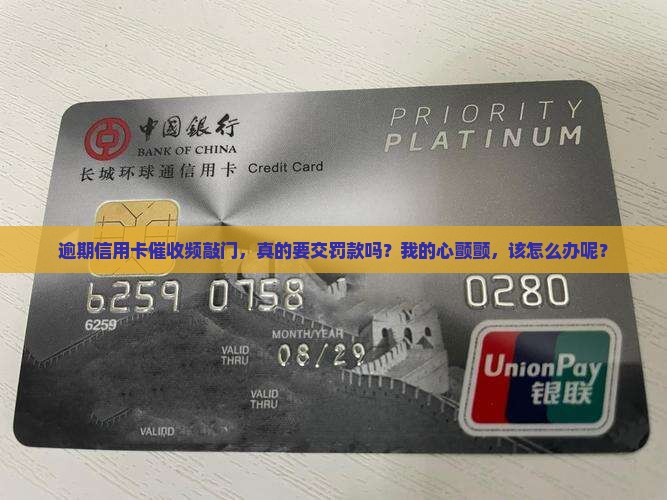 中国银行
BANK OF CHINA
长城环球通信用卡 Credit Card
PRIORITY
PLATINUM
逾期信用卡催收频敲门，真的要交罚款吗？我的心颤颤，该怎么办呢？
6259 0758 0280
6259
MONTH/YEAR
VALID
THRU
08/29
VALID
THRU
VALID
UnionPay
银联